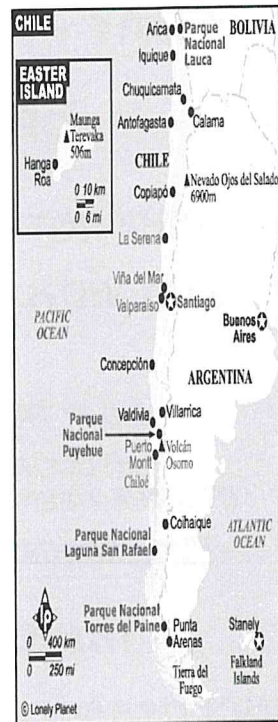 CHILE
EASTER
ISLAND
Maunga
Terevaka
506m
Hanga
Roa
0 10 km
0 6 mi
Arica
Parque
Nacional
Lauca
BOLIVIA
Iquique
Chuquicamata
Calama
Antofagasta
CHILE
Copiapó
Nevado Ojos del Salado
6900m
La Serena
Viña del Mar
Valparaíso
Santiago
PACIFIC
OCEAN
Buenos
Aires
Concepción
ARGENTINA
Valdivia
Villarrica
Parque
Nacional
Puyehue
Puerto
Montt
Volcán
Osorno
Chiloé
Coihaique
ATLANTIC
OCEAN
Parque Nacional
Laguna San Rafael
Parque Nacional
Torres del Paine
Punta
Arenas
Stanely
Falkland
Islands
Tierra del
Fuego
0 400 km
0 250 mi
© Lonely Planet